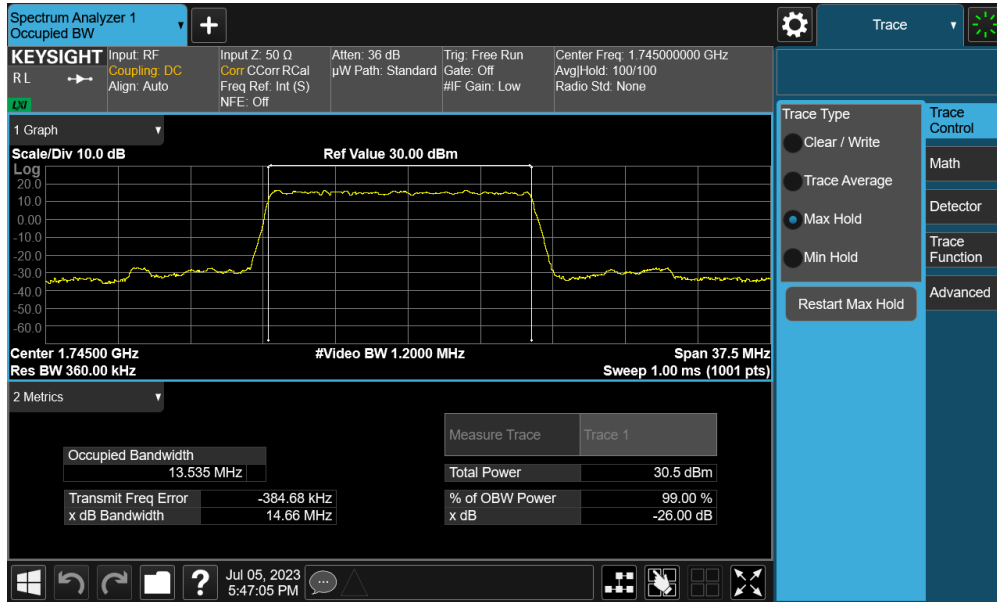 Spectrum Analyzer 1
Occupied BW
+
Trace
KEYSIGHT
R L
LXI
Input: RF
Coupling: DC
Align: Auto
Input Z: 50 Ω
Corr CCorr RCal
Freq Ref: Int (S)
NFE: Off
Atten: 36 dB
µW Path: Standard
Trig: Free Run
Gate: Off
#IF Gain: Low
Center Freq: 1.745000000 GHz
Avg|Hold: 100/100
Radio Std: None
1 Graph
Scale/Div 10.0 dB
Ref Value 30.00 dBm
Log
20.0
10.0
0.00
-10.0
-20.0
-30.0
-40.0
-50.0
-60.0
Center 1.74500 GHz
#Video BW 1.2000 MHz
Span 37.5 MHz
Res BW 360.00 kHz
Sweep 1.00 ms (1001 pts)
2 Metrics
Measure Trace Trace 1
Occupied Bandwidth
13.535 MHz
Total Power 30.5 dBm
Transmit Freq Error -384.68 kHz
% of OBW Power 99.00 %
x dB Bandwidth 14.66 MHz
x dB -26.00 dB
Trace Type
Clear / Write
Trace Average
Max Hold
Min Hold
Restart Max Hold
Trace
Control
Math
Detector
Trace
Function
Advanced
?
Jul 05, 2023
5:47:05 PM